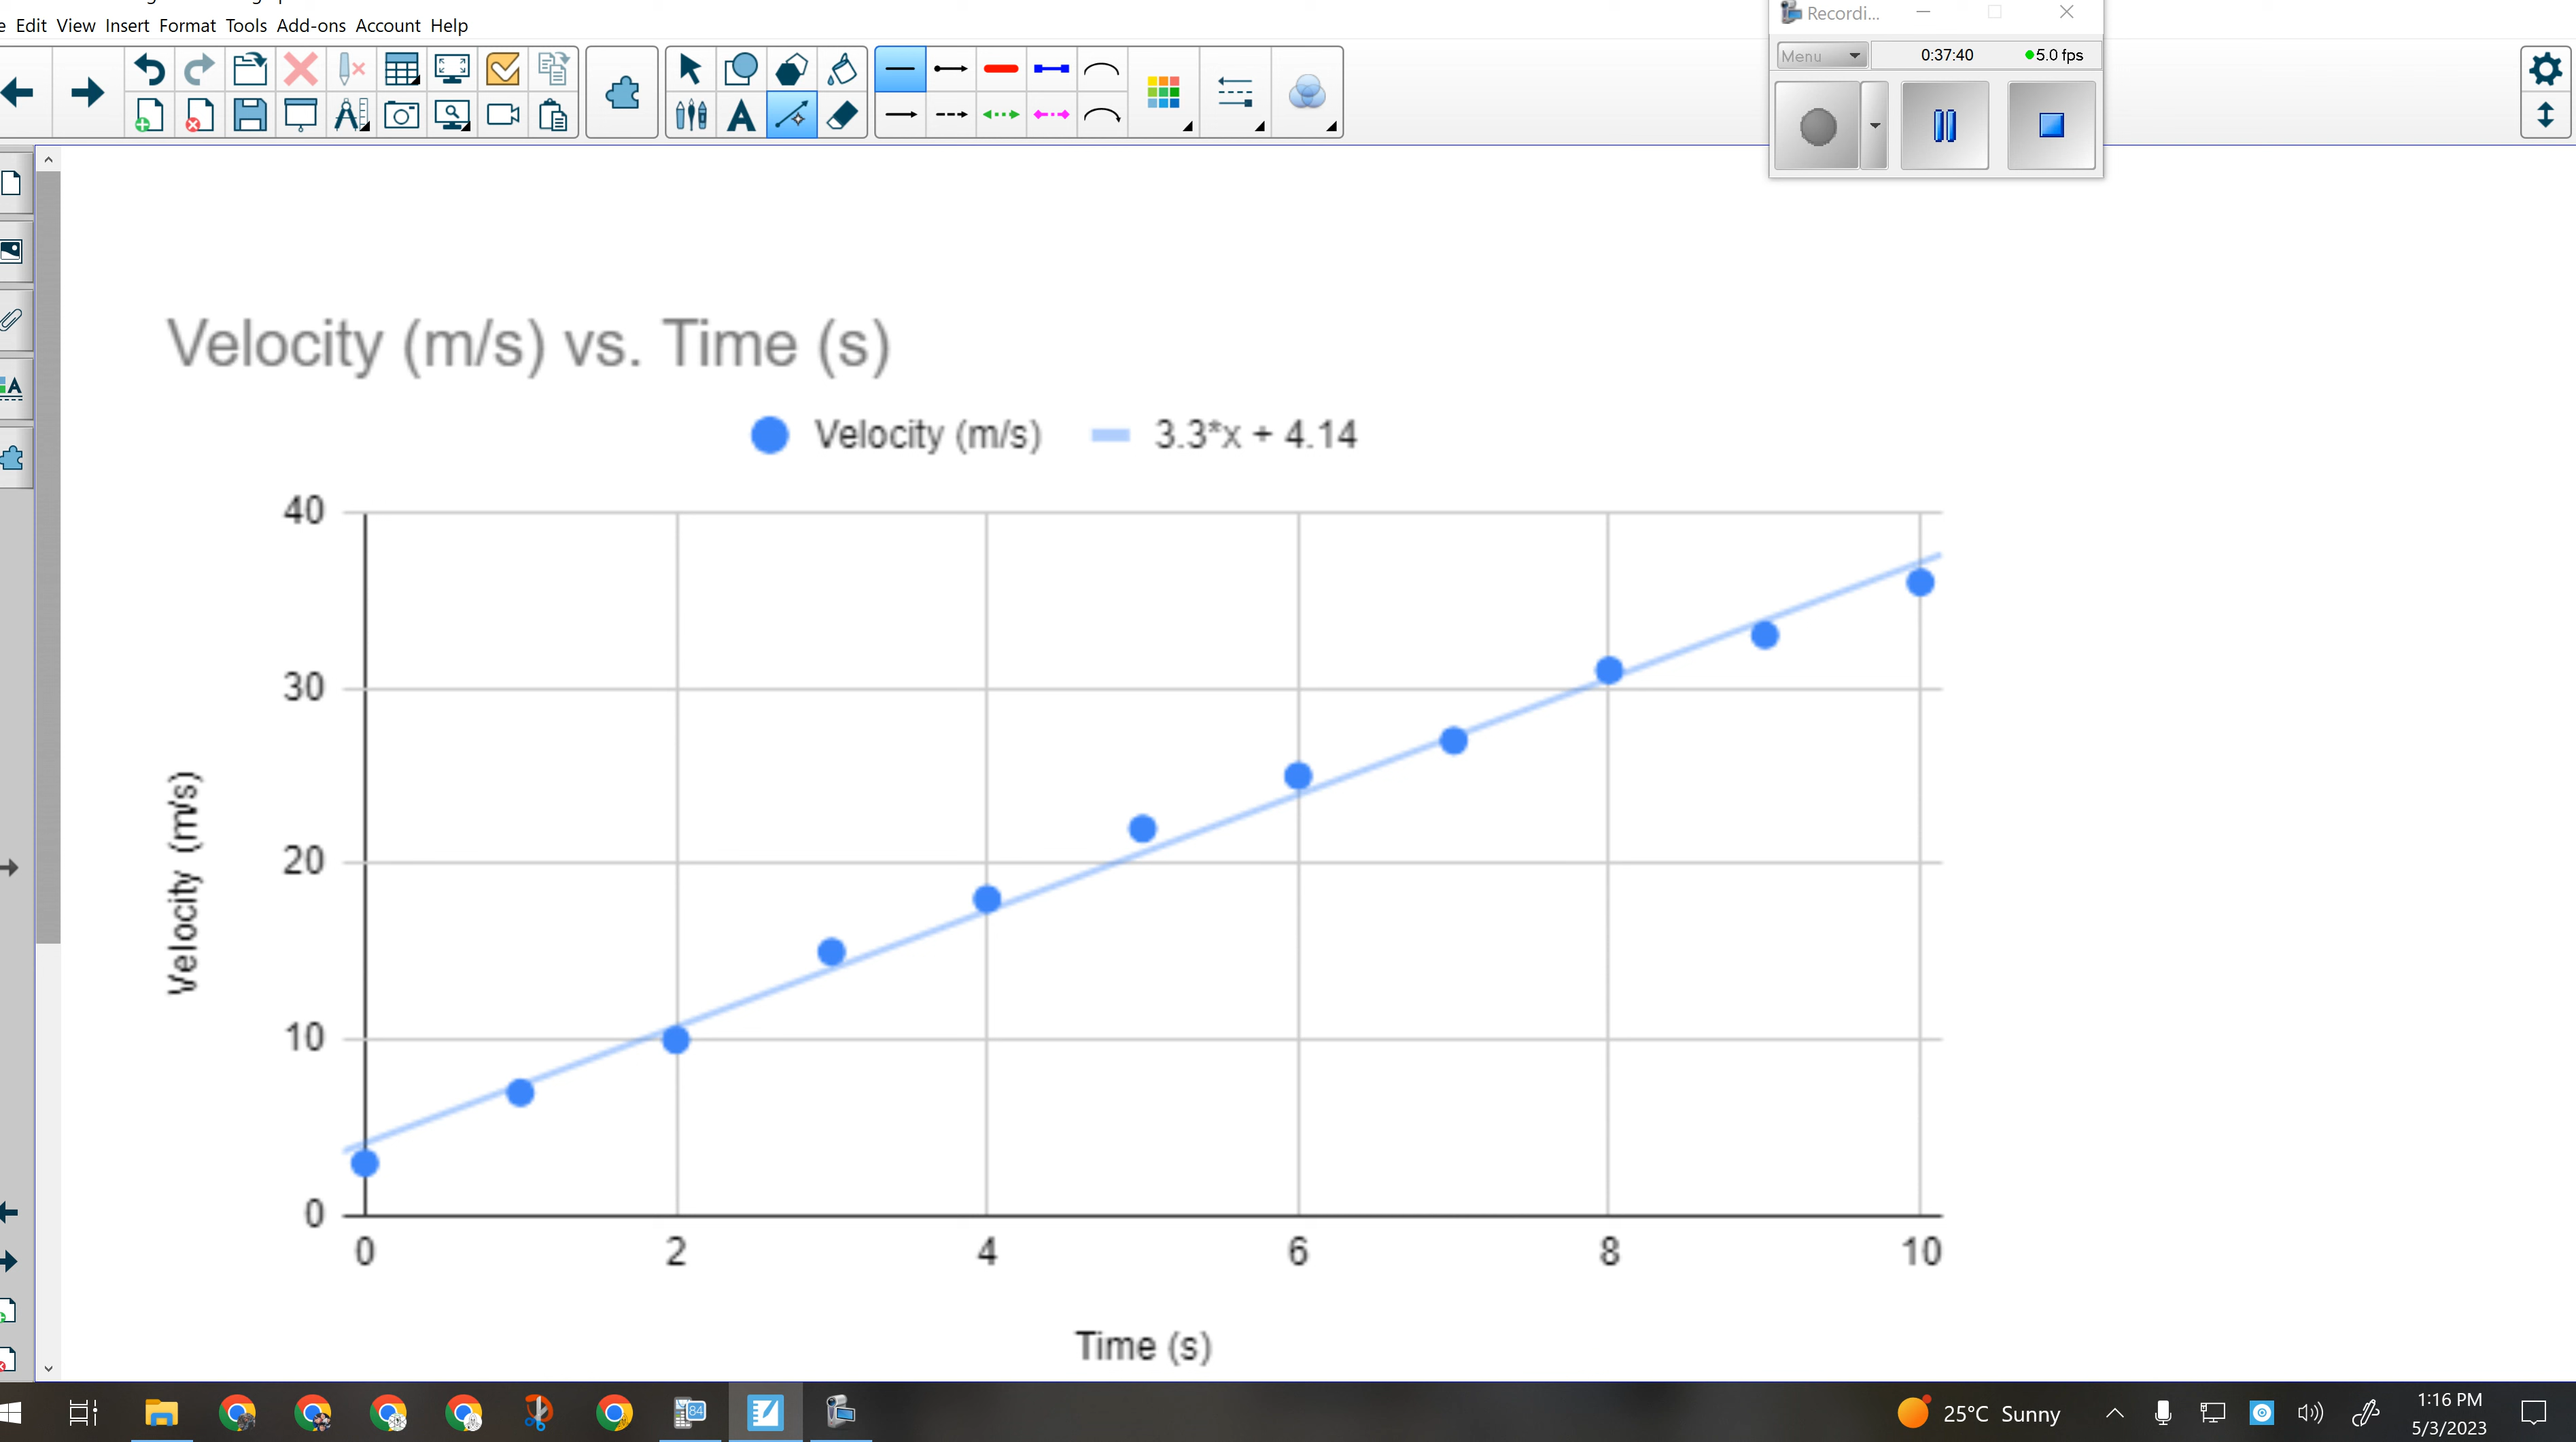 Edit View Insert Format Tools Add-ons Account Help
Recordi...
Menu 0:37:40 5.0 fps
A
A
Velocity (m/s) vs. Time (s)
Velocity (m/s) 3.3*x + 4.14
40
30
20
10
0
Velocity (m/s)
0 2 4 6 8 10
Time (s)
84
25°C Sunny
1:16 PM
5/3/2023